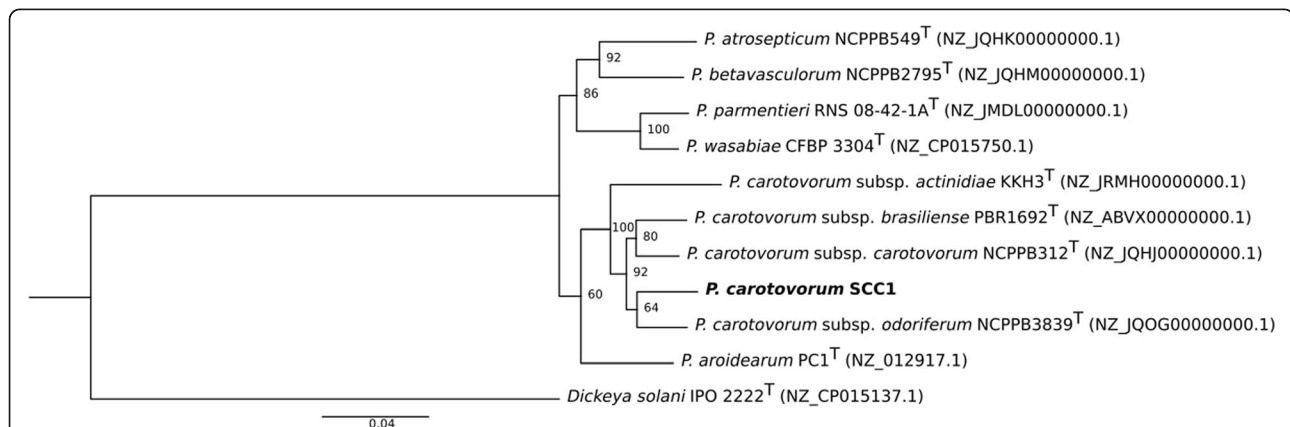 P. atrosepticum NCPPB549T (NZ_JQHK00000000.1)
92
P. betavasculorum NCPPB2795T (NZ_JQHM00000000.1)
86
P. parmentieri RNS 08-42-1AT (NZ_JMDL00000000.1)
100
P. wasabiae CFBP 3304T (NZ_CP015750.1)
P. carotovorum subsp. actinidiae KKH3T (NZ_JRMH00000000.1)
P. carotovorum subsp. brasiliense PBR1692T (NZ_ABVX00000000.1)
100
80
P. carotovorum subsp. carotovorum NCPPB312T (NZ_JQHJ00000000.1)
92
P. carotovorum SCC1
60
64
P. carotovorum subsp. odoriferum NCPPB3839T (NZ_JQOG00000000.1)
P. aroidearum PC1T (NZ_012917.1)
Dickeya solani IPO 2222T (NZ_CP015137.1)
0.04